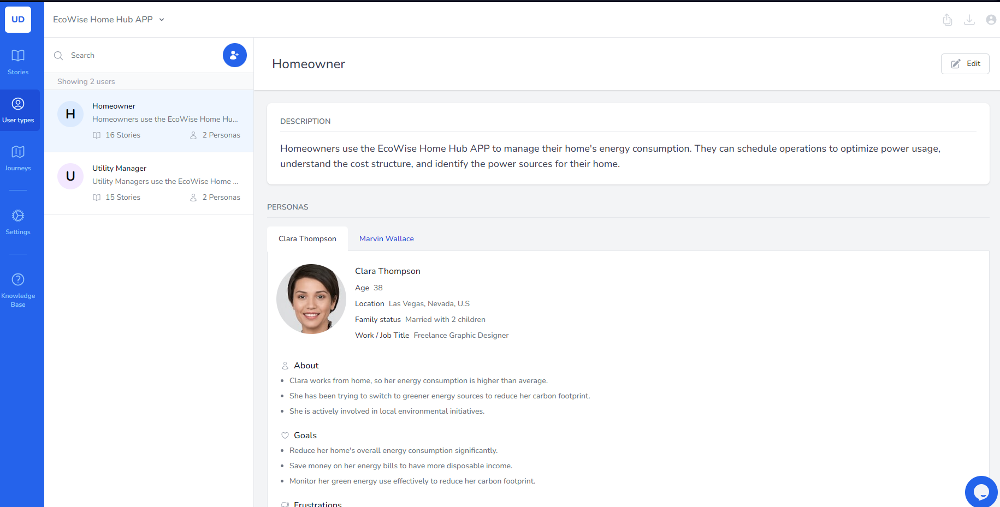 UD
EcoWise Home Hub APP
Stories
User types
Journeys
Settings
Knowledge
Base
Search
Showing 2 users
H
Homeowner
Homeowners use the EcoWise Home Hu...
16 Stories
2 Personas
U
Utility Manager
Utility Managers use the EcoWise Home ...
15 Stories
2 Personas
Homeowner
Edit
DESCRIPTION
Homeowners use the EcoWise Home Hub APP to manage their home's energy consumption. They can schedule operations to optimize power usage,
understand the cost structure, and identify the power sources for their home.
PERSONAS
Clara Thompson
Marvin Wallace
Clara Thompson
Age 38
Location Las Vegas, Nevada, U.S
Family status Married with 2 children
Work / Job Title Freelance Graphic Designer
About
Clara works from home, so her energy consumption is higher than average.
She has been trying to switch to greener energy sources to reduce her carbon footprint.
She is actively involved in local environmental initiatives.
Goals
Reduce her home's overall energy consumption significantly.
Save money on her energy bills to have more disposable income.
Monitor her green energy use effectively to reduce her carbon footprint.
Frustrations